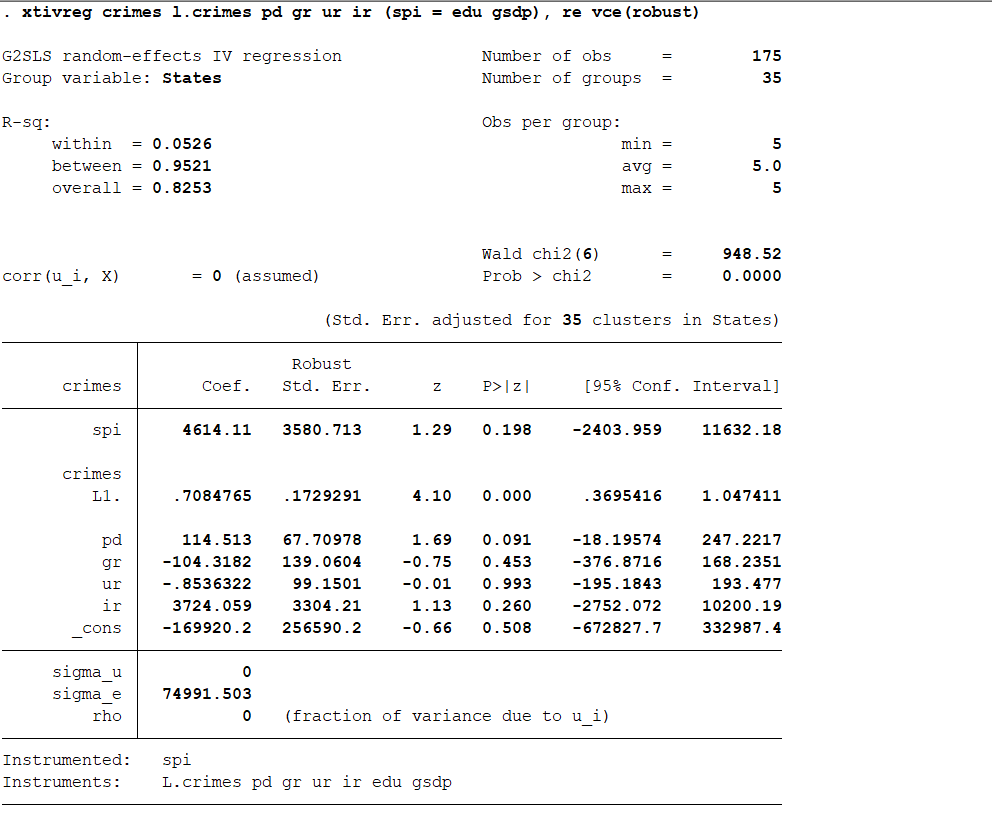 . xtivreg crimes l.crimes pd gr ur ir (spi = edu gsdp), re vce(robust)
G2SLS random-effects IV regression Number of obs = 175
Group variable: States Number of groups = 35
R-sq: Obs per group:
within = 0.0526 min = 5
between = 0.9521 avg = 5.0
overall = 0.8253 max = 5
Wald chi2(6) = 948.52
corr(u_i, X) = 0 (assumed) Prob > chi2 = 0.0000
(Std. Err. adjusted for 35 clusters in States)
Robust
crimes Coef. Std. Err. z P>|z| [95% Conf. Interval]
spi 4614.11 3580.713 1.29 0.198 -2403.959 11632.18
crimes
L1. .7084765 .1729291 4.10 0.000 .3695416 1.047411
pd 114.513 67.70978 1.69 0.091 -18.19574 247.2217
gr -104.3182 139.0604 -0.75 0.453 -376.8716 168.2351
ur -.8536322 99.1501 -0.01 0.993 -195.1843 193.477
ir 3724.059 3304.21 1.13 0.260 -2752.072 10200.19
_cons -169920.2 256590.2 -0.66 0.508 -672827.7 332987.4
sigma_u 0
sigma_e 74991.503
rho 0 (fraction of variance due to u_i)
Instrumented: spi
Instruments: L.crimes pd gr ur ir edu gsdp